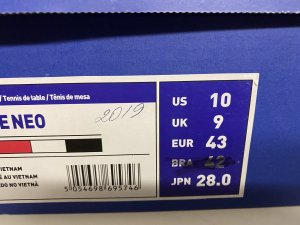 / Tennis de table / Tênis de mesa
E NEO
2019
US 10
UK 9
EUR 43
BRA 42
JPN 28.0
VIETNAM
AU VIETNAM
DO NO VIETNÃ
5 054698 695746